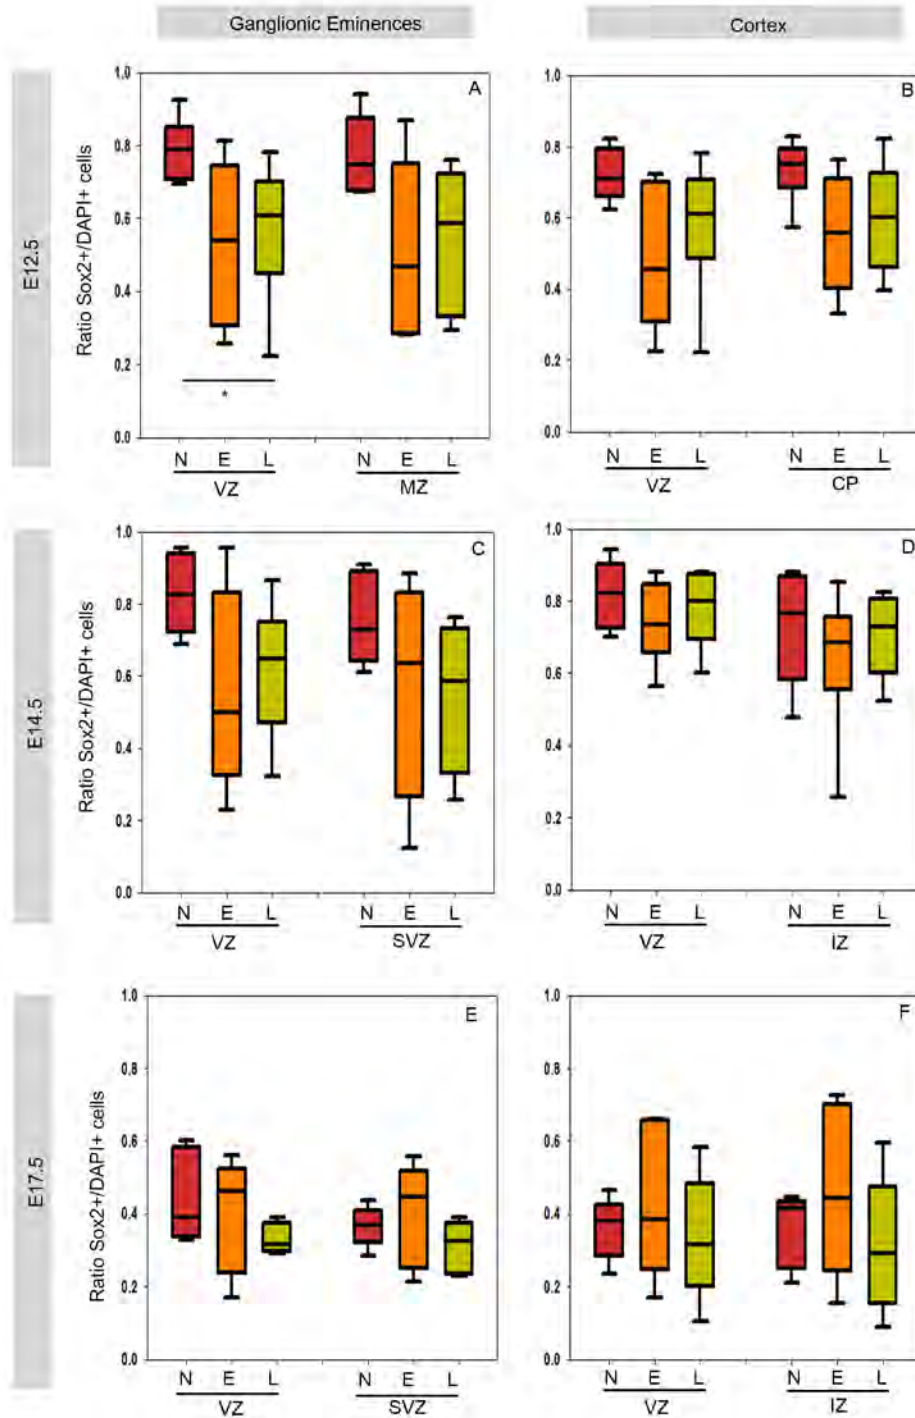 Ganglionic Eminences
Cortex
E12.5
Ratio Sox2+/DAPI+ cells
1.0
0.8
0.6
0.4
0.2
0.0
A
*
N E L N E L
VZ MZ
1.0
0.8
0.6
0.4
0.2
0.0
B
N E L N E L
VZ CP
E14.5
Ratio Sox2+/DAPI+ cells
1.0
0.8
0.6
0.4
0.2
0.0
C
N E L N E L
VZ SVZ
1.0
0.8
0.6
0.4
0.2
0.0
D
N E L N E L
VZ IZ
E17.5
Ratio Sox2+/DAPI+ cells
1.0
0.8
0.6
0.4
0.2
0.0
E
N E L N E L
VZ SVZ
1.0
0.8
0.6
0.4
0.2
0.0
F
N E L N E L
VZ IZ